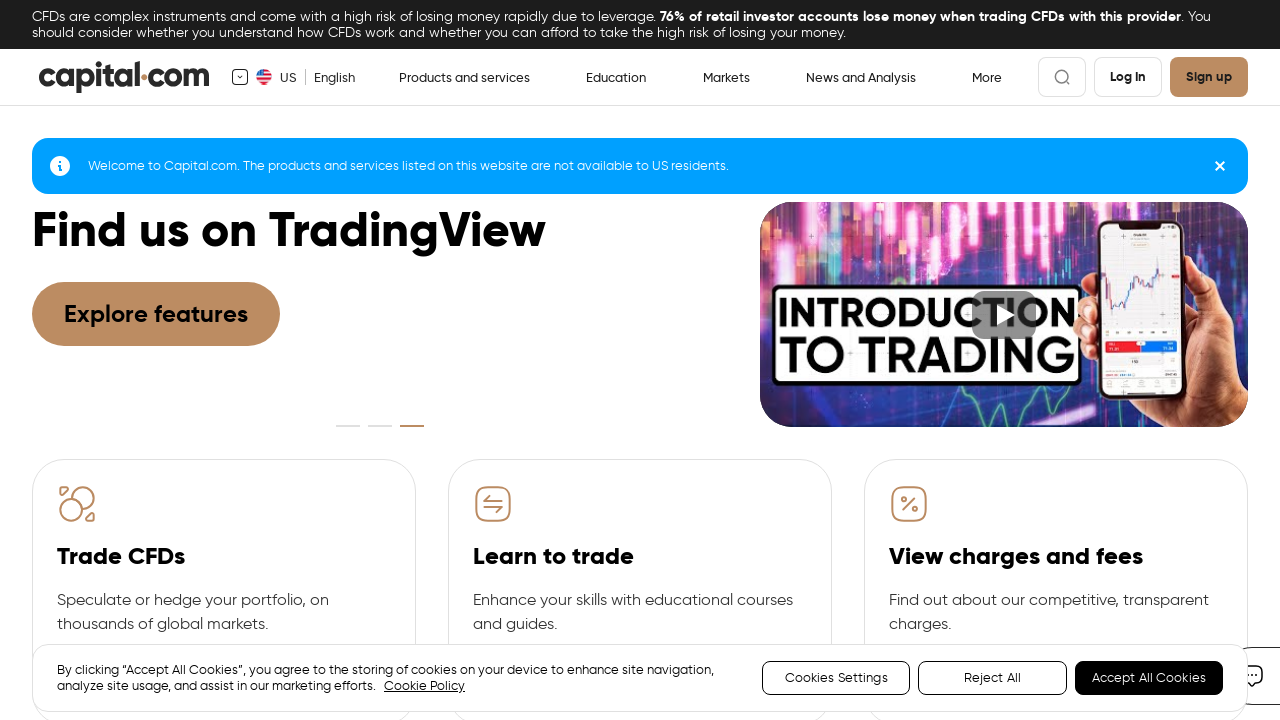 CFDs are complex instruments and come with a high risk of losing money rapidly due to leverage. 76% of retail investor accounts lose money when trading CFDs with this provider. You
should consider whether you understand how CFDs work and whether you can afford to take the high risk of losing your money.
capital.com
US
English
Products and services
Education
Markets
News and Analysis
More
Log In
Sign up
Welcome to Capital.com. The products and services listed on this website are not available to US residents.
Find us on TradingView
Explore features
INTRODUCTION
TO TRADING
Trade CFDs
Speculate or hedge your portfolio, on
thousands of global markets.
Learn to trade
Enhance your skills with educational courses
and guides.
View charges and fees
Find out about our competitive, transparent
charges.
By clicking “Accept All Cookies”, you agree to the storing of cookies on your device to enhance site navigation,
analyze site usage, and assist in our marketing efforts. Cookie Policy
Cookies Settings
Reject All
Accept All Cookies